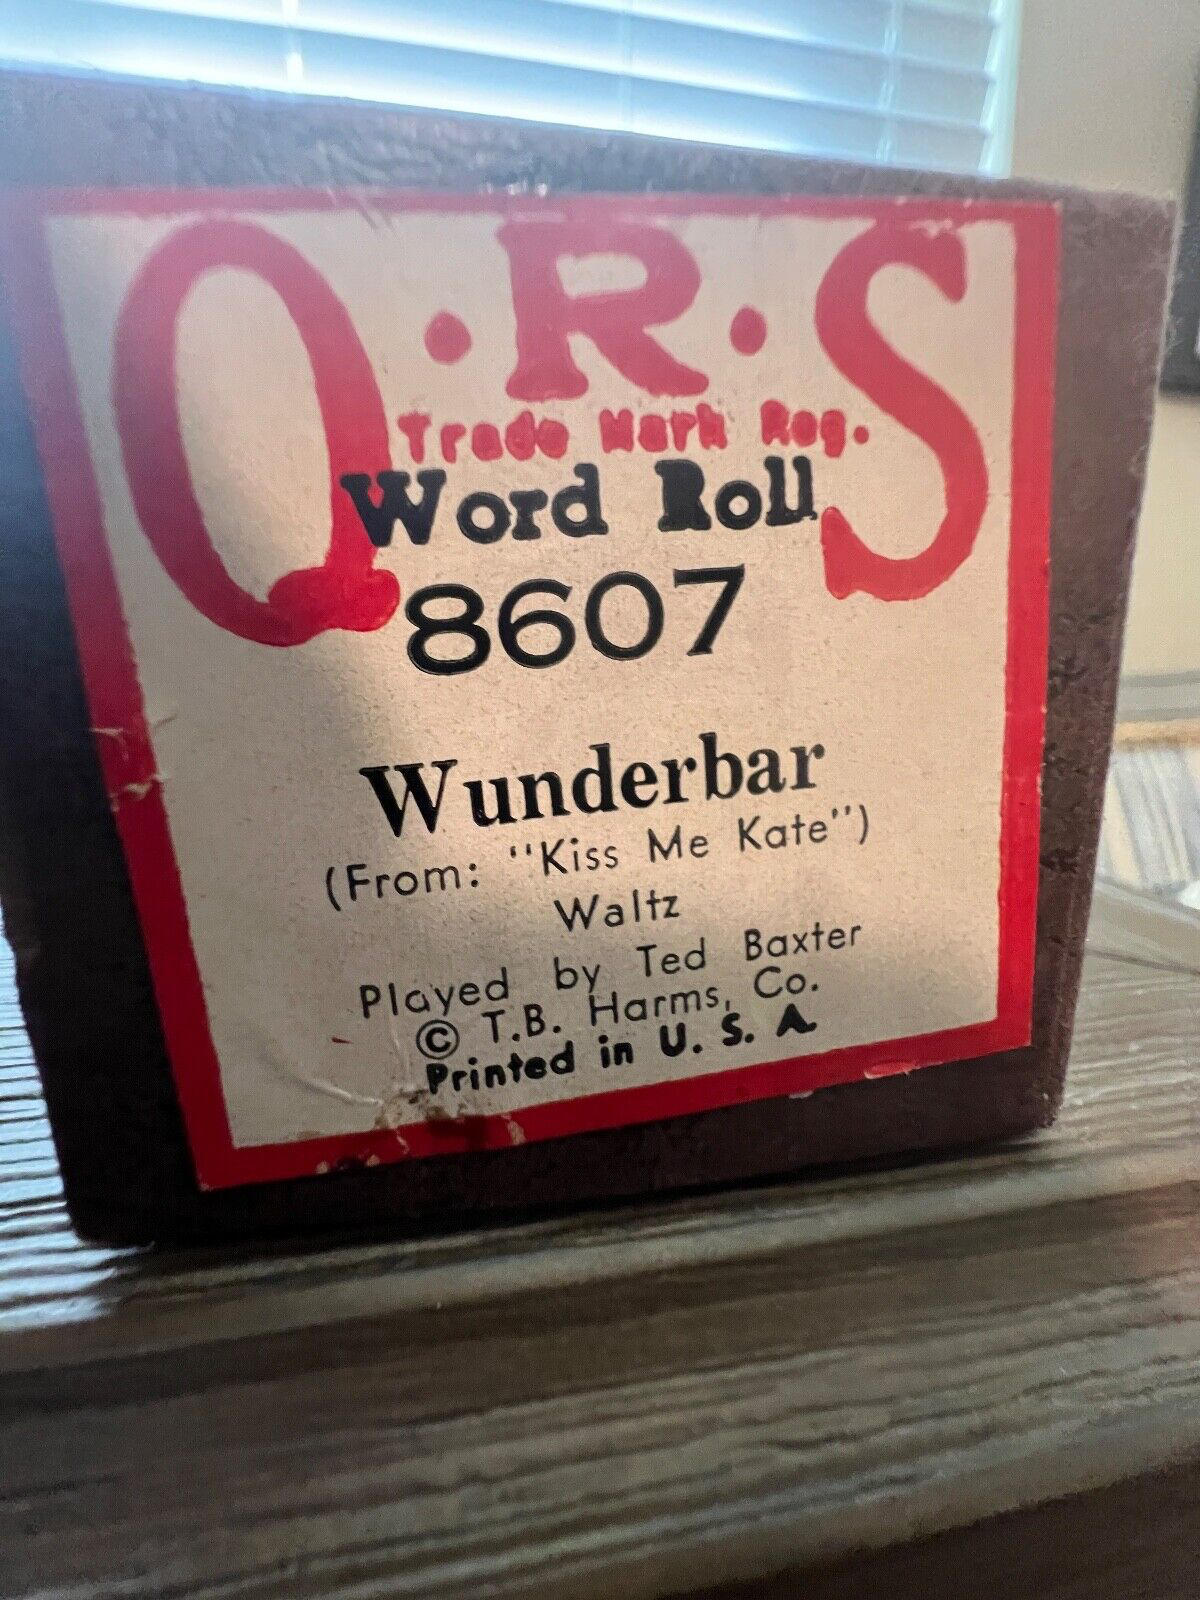 Q·R·S
Trade Mark Reg.
Word Roll
8607
Wunderbar
(From: "Kiss Me Kate")
Waltz
Played by Ted Baxter
© T.B. Harms, Co.
Printed in U. S. A.